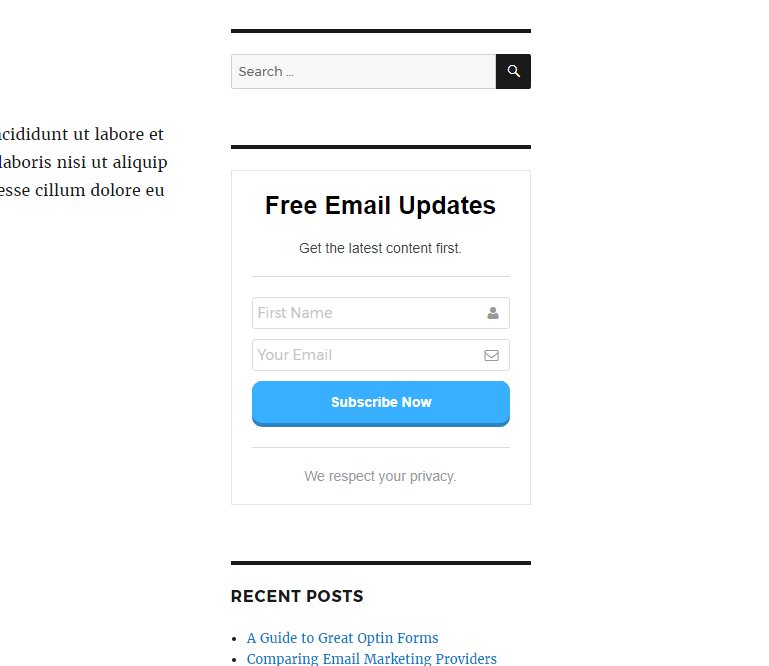 Search ...
ncididunt ut labore et
laboris nisi ut aliquip
esse cillum dolore eu
Free Email Updates
Get the latest content first.
First Name
Your Email
Subscribe Now
We respect your privacy.
RECENT POSTS
A Guide to Great Optin Forms
Comparing Email Marketing Providers